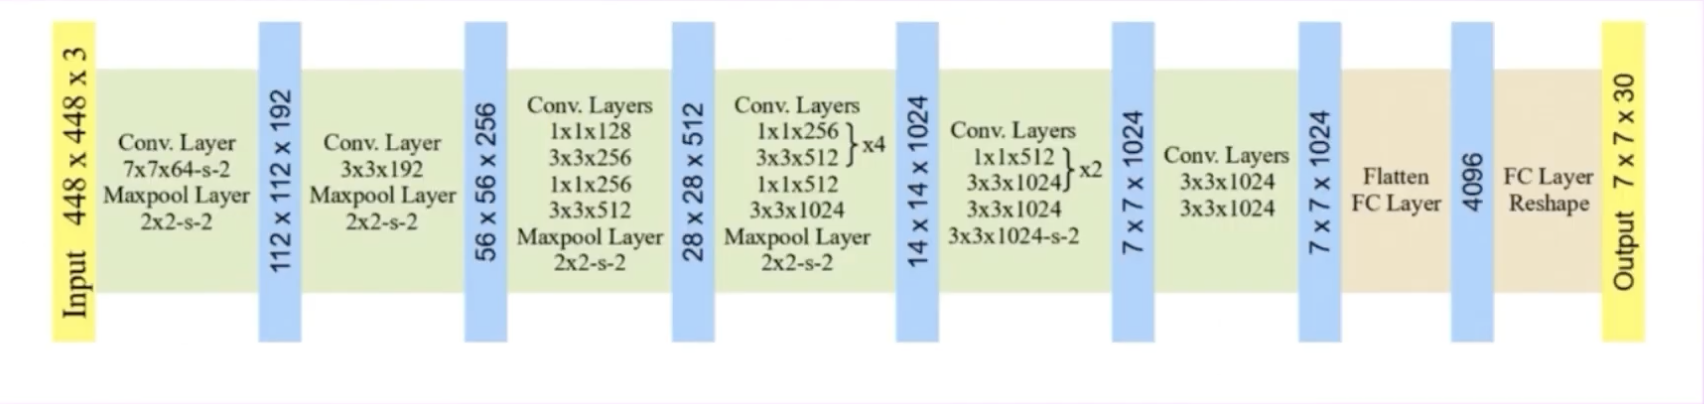 Input 448 x 448 x 3
Conv. Layer
7x7x64-s-2
Maxpool Layer
2x2-s-2
112 x 112 x 192
Conv. Layer
3x3x192
Maxpool Layer
2x2-s-2
56 x 56 x 256
Conv. Layers
1x1x128
3x3x256
1x1x256
3x3x512
Maxpool Layer
2x2-s-2
28 x 28 x 512
Conv. Layers
1x1x256
3x3x512 } x4
1x1x512
3x3x1024
Maxpool Layer
2x2-s-2
14 x 14 x 1024
Conv. Layers
1x1x512
3x3x1024 } x2
3x3x1024
3x3x1024-s-2
7 x 7 x 1024
Conv. Layers
3x3x1024
3x3x1024
7 x 7 x 1024
Flatten
FC Layer
4096
FC Layer
Reshape
Output 7 x 7 x 30